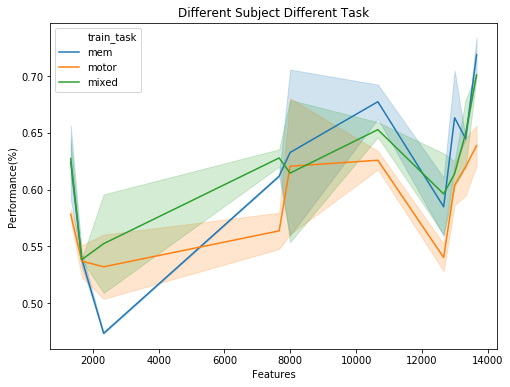 Different Subject Different Task
train_task
mem
motor
mixed
0.70
0.65
0.60
0.55
0.50
Performance(%)
2000 4000 6000 8000 10000 12000 14000
Features